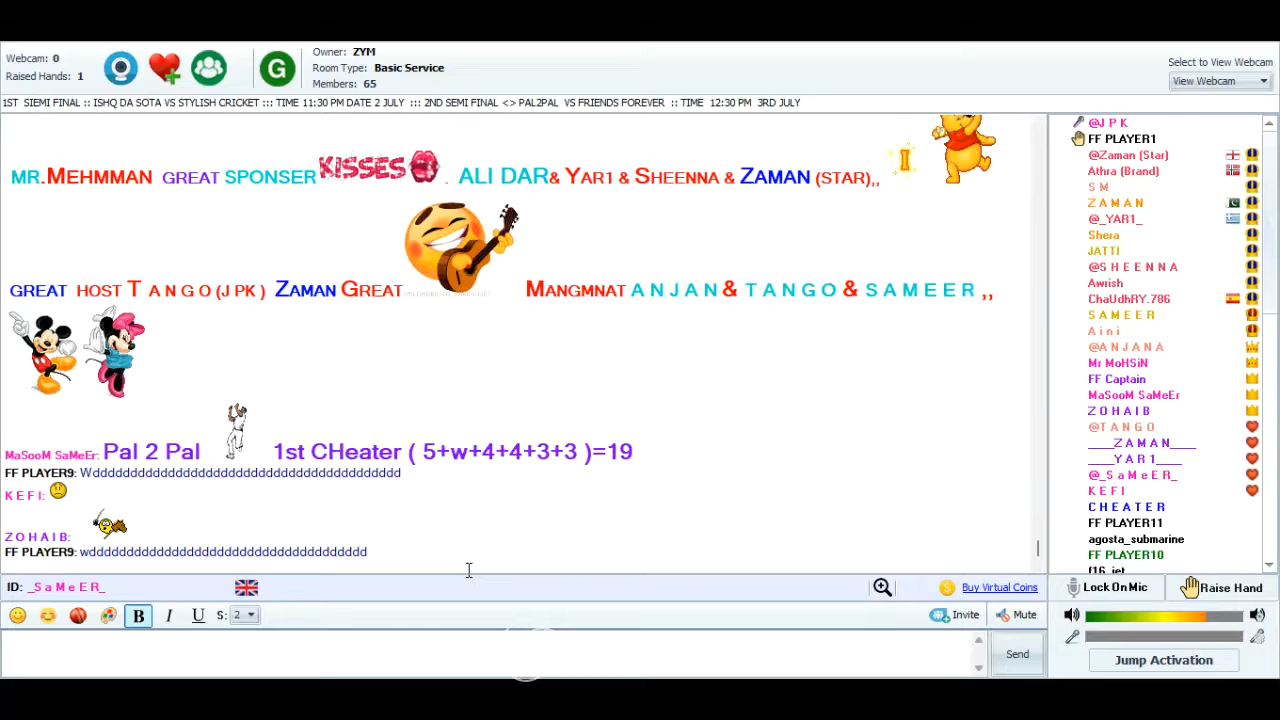 Webcam: 0
Raised Hands: 1
G
Owner: ZYM
Room Type: Basic Service
Members: 65
Select to View Webcam
View Webcam
1ST SIEMI FINAL :: ISHQ DA SOTA VS STYLISH CRICKET ::: TIME 11:30 PM DATE 2 JULY ::: 2ND SEMI FINAL <> PAL2PAL VS FRIENDS FOREVER :: TIME 12:30 PM 3RD JULY
MR.MEHMMAN GREAT SPONSER KISSES . ALI DAR& YAR1 & SHEENNA & ZAMAN (STAR),, I
GREAT HOST T A N G O (J PK ) ZAMAN GREAT MANGMNAT A N J A N & T A N G O & S A M E E R ,,
MaSooM SaMeEr: Pal 2 Pal 1st CHeater ( 5+w+4+4+3+3 )=19
FF PLAYER9: Wddddddddddddddddddddddddddddddddddddddddd
K E F I:
Z O H A I B:
FF PLAYER9: wddddddddddddddddddddddddddddddddddddd
@J P K
FF PLAYER1
@Zaman (Star)
Athra (Brand)
S M
Z A M A N
@_YAR1_
Shera
JATTI
@S H E E N N A
Awrish
ChaUdhRY.786
S A M E E R
A i n i
@A N J A N A
Mr MoHSiN
FF Captain
MaSooM SaMeEr
Z O H A I B
@T A N G O
____Z A M A N____
____Y A R 1____
@_S a M e E R_
K E F I
C H E A T E R
FF PLAYER11
agosta_submarine
FF PLAYER10
f16_jet
ID: _S a M e E R_
Buy Virtual Coins
Lock On Mic
Raise Hand
B I U S: 2
Invite
Mute
Send
Jump Activation